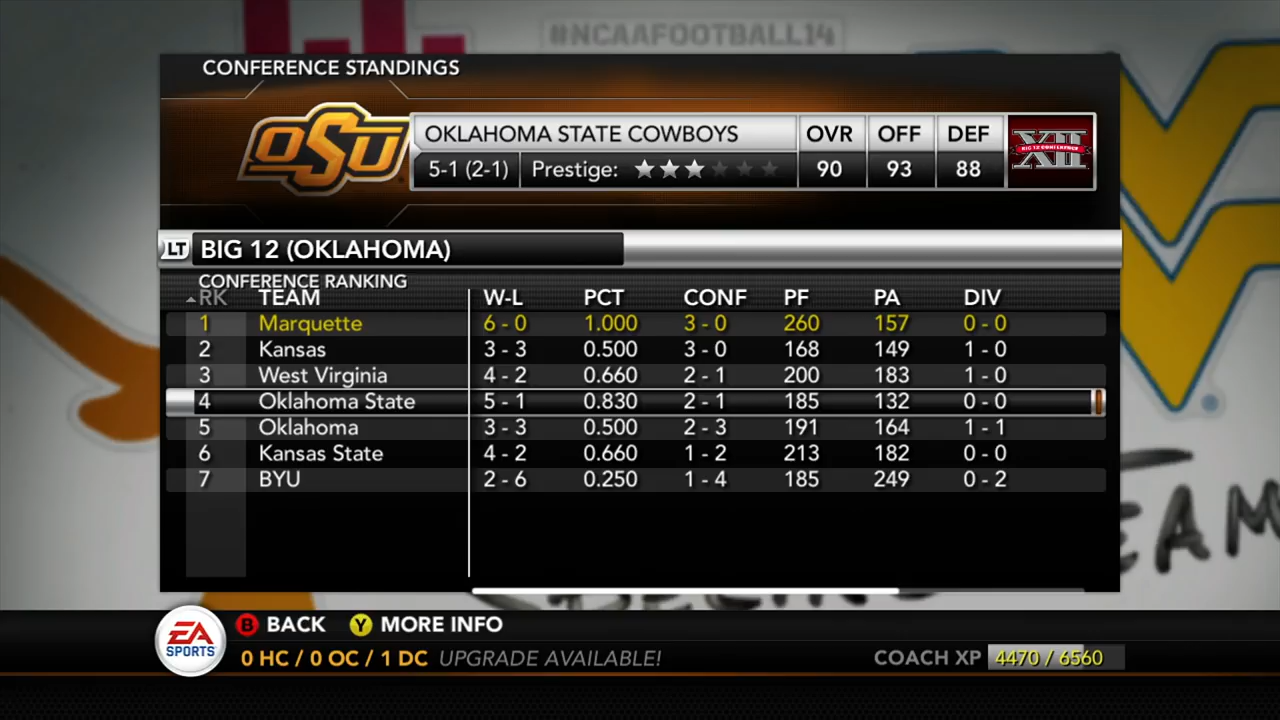 #NCAAFOOTBALL14
CONFERENCE STANDINGS
OSU
OKLAHOMA STATE COWBOYS OVR OFF DEF
5-1 (2-1) Prestige: 90 93 88
XII
BIG 12 CONFERENCE
LT BIG 12 (OKLAHOMA)
CONFERENCE RANKING
RK TEAM W-L PCT CONF PF PA DIV
1 Marquette 6 - 0 1.000 3 - 0 260 157 0 - 0
2 Kansas 3 - 3 0.500 3 - 0 168 149 1 - 0
3 West Virginia 4 - 2 0.660 2 - 1 200 183 1 - 0
4 Oklahoma State 5 - 1 0.830 2 - 1 185 132 0 - 0
5 Oklahoma 3 - 3 0.500 2 - 3 191 164 1 - 1
6 Kansas State 4 - 2 0.660 1 - 2 213 182 0 - 0
7 BYU 2 - 6 0.250 1 - 4 185 249 0 - 2
EA SPORTS
B BACK Y MORE INFO
0 HC / 0 OC / 1 DC UPGRADE AVAILABLE! COACH XP 4470 / 6560